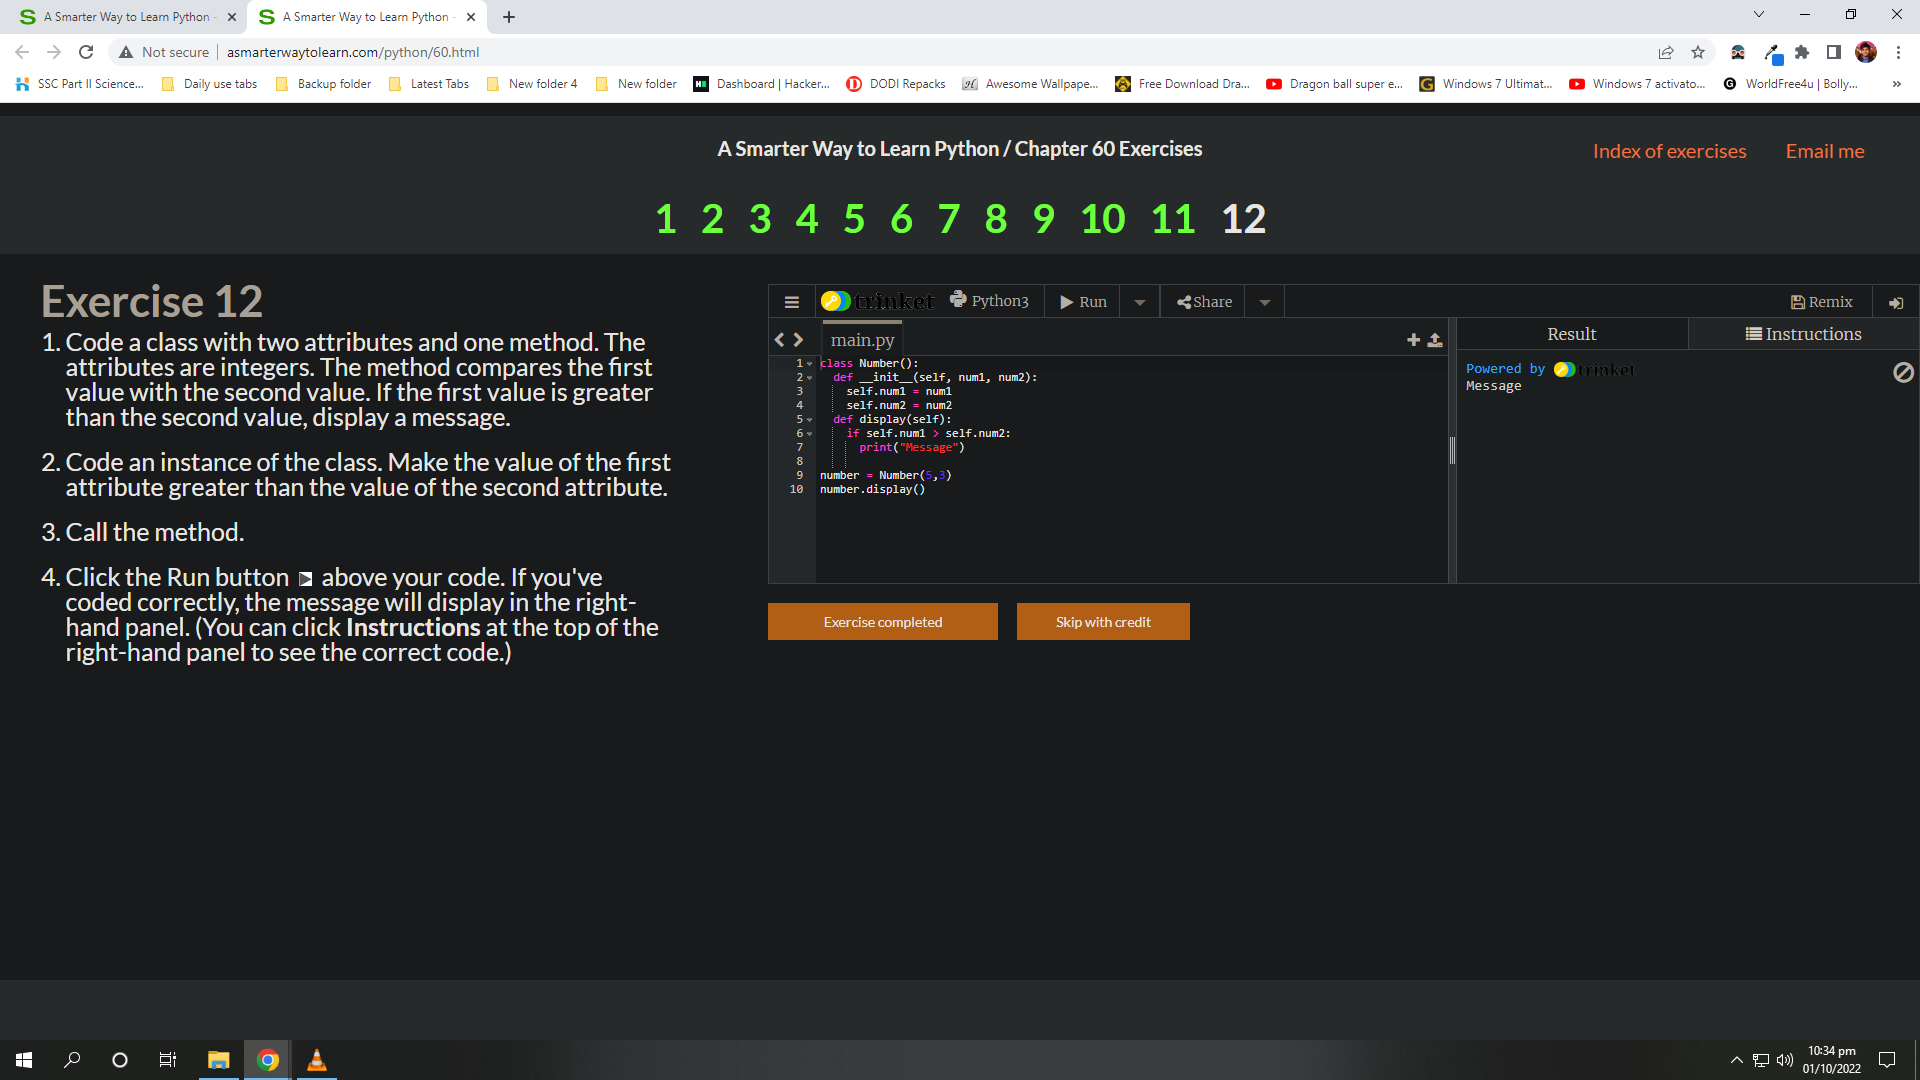 A Smarter Way to Learn Python -
A Smarter Way to Learn Python -
Not secure
asmarterwaytolearn.com/python/60.html
SSC Part II Science...
Daily use tabs
Backup folder
Latest Tabs
New folder 4
New folder
Dashboard | Hacker...
DODI Repacks
Awesome Wallpape...
Free Download Dra...
Dragon ball super e...
Windows 7 Ultimat...
Windows 7 activato...
WorldFree4u | Bolly...
»
A Smarter Way to Learn Python / Chapter 60 Exercises
Index of exercises
Email me
1 2 3 4 5 6 7 8 9 10 11 12
Exercise 12
1. Code a class with two attributes and one method. The
attributes are integers. The method compares the first
value with the second value. If the first value is greater
than the second value, display a message.
2. Code an instance of the class. Make the value of the first
attribute greater than the value of the second attribute.
3. Call the method.
4. Click the Run button above your code. If you've
coded correctly, the message will display in the right-
hand panel. (You can click Instructions at the top of the
right-hand panel to see the correct code.)
trinket
Python3
Run
Share
Remix
main.py
Result
Instructions
1 class Number():
2 def __init__(self, num1, num2):
3 self.num1 = num1
4 self.num2 = num2
5 def display(self):
6 if self.num1 > self.num2:
7 print("Message")
8
9 number = Number(5,3)
10 number.display()
Powered by trinket
Message
Exercise completed
Skip with credit
10:34 pm
01/10/2022